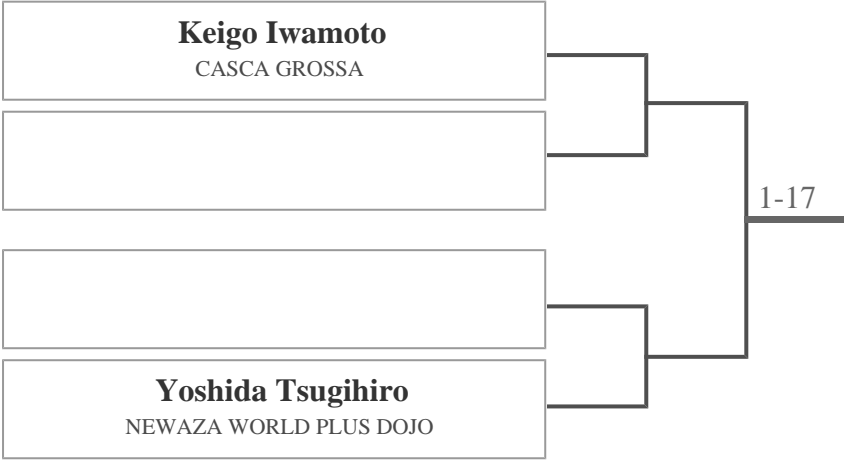 Keigo Iwamoto
CASCA GROSSA
1-17
Yoshida Tsugihiro
NEWAZA WORLD PLUS DOJO